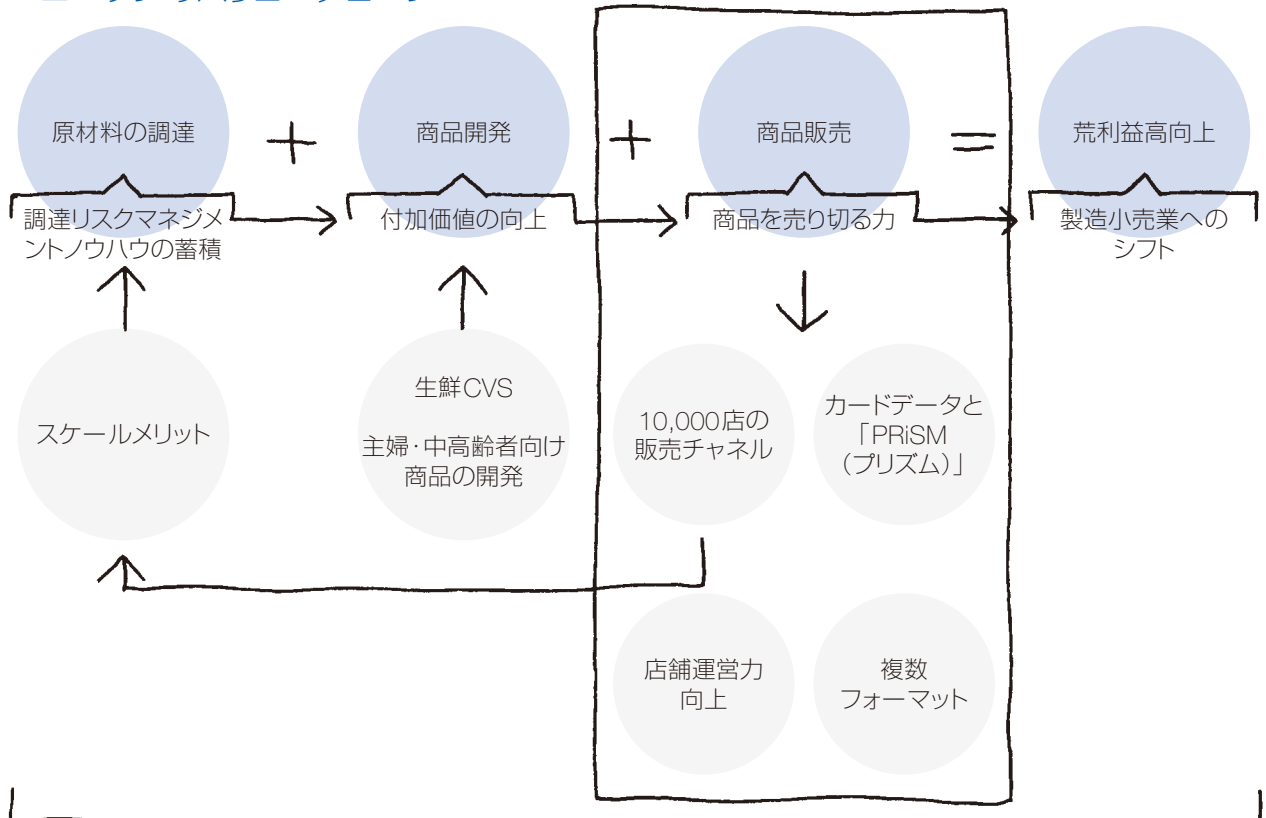 原材料の調達
+
商品開発
+
商品販売
=
荒利益高向上
調達リスクマネジメ
ントノウハウの蓄積
付加価値の向上
商品を売り切る力
製造小売業への
シフト
スケールメリット
生鮮CVS
主婦・中高齢者向け
商品の開発
10,000店の
販売チャネル
カードデータと
「PRiSM
(プリズム)」
店舗運営力
向上
複数
フォーマット